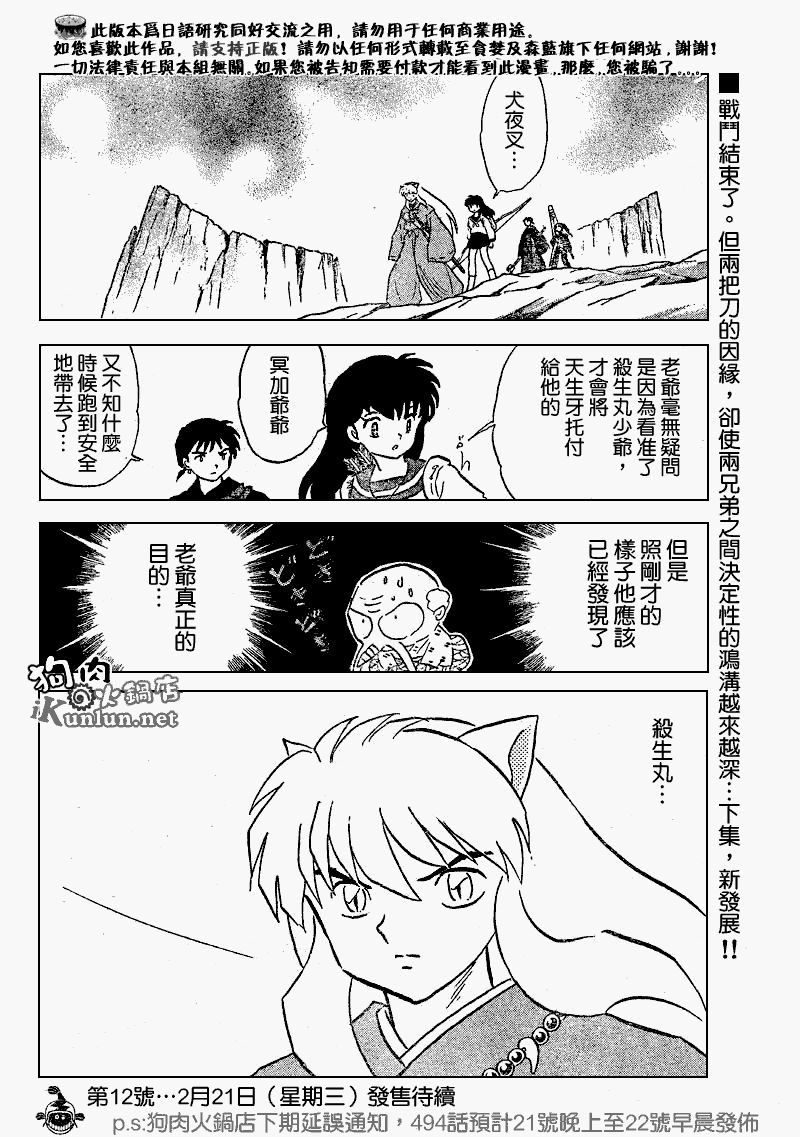 此版本爲日語研究同好交流之用，請勿用于任何商業用途。
如您喜歡此作品，請支持正版！請勿以任何形式轉載至貪婪及森藍旗下任何網站，謝謝！
一切法律責任與本組無關。如果您被告知需要付款才能看到此漫畫，那麼，您被騙了....
■戰鬥結束了。但兩把刀的因緣，卻使兩兄弟之間決定性的鴻溝越來越深…下集，新發展!!
犬夜叉…
老爺毫無疑問
是因為看准了
殺生丸少爺，
才會將
天生牙托付
給他的
冥加爺爺
又不知什麼
時候跑到安全
地帶去了…
但是
照剛才的
樣子他應該
已經發現了
どきどき
どきどき
老爺真正的
目的…
狗肉火鍋店
iKunlun.net
殺生丸…
第12號…2月21日（星期三）發售待續
p.s:狗肉火鍋店下期延誤通知，494話預計21號晚上至22號早晨發佈